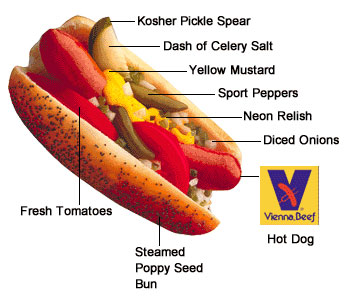 Kosher Pickle Spear
Dash of Celery Salt
Yellow Mustard
Sport Peppers
Neon Relish
Diced Onions
Vienna Beef
Hot Dog
Fresh Tomatoes
Steamed
Poppy Seed
Bun